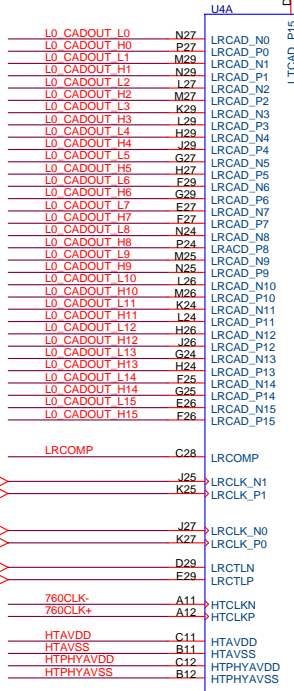 U4A
D
LTCAD_P15
L0_CADOUT_L0 N27 LRCAD_N0
L0_CADOUT_H0 P27 LRCAD_P0
L0_CADOUT_L1 M29 LRCAD_N1
L0_CADOUT_H1 N29 LRCAD_P1
L0_CADOUT_L2 L27 LRCAD_N2
L0_CADOUT_H2 M27 LRCAD_P2
L0_CADOUT_L3 K29 LRCAD_N3
L0_CADOUT_H3 L29 LRCAD_P3
L0_CADOUT_L4 H29 LRCAD_N4
L0_CADOUT_H4 J29 LRCAD_P4
L0_CADOUT_L5 G27 LRCAD_N5
L0_CADOUT_H5 H27 LRCAD_P5
L0_CADOUT_L6 F29 LRCAD_N6
L0_CADOUT_H6 G29 LRCAD_P6
L0_CADOUT_L7 E27 LRCAD_N7
L0_CADOUT_H7 F27 LRCAD_P7
L0_CADOUT_L8 N24 LRCAD_N8
L0_CADOUT_H8 P24 LRACD_P8
L0_CADOUT_L9 M25 LRCAD_N9
L0_CADOUT_H9 N25 LRCAD_P9
L0_CADOUT_L10 L26 LRCAD_N10
L0_CADOUT_H10 M26 LRCAD_P10
L0_CADOUT_L11 K24 LRCAD_N11
L0_CADOUT_H11 L24 LRCAD_P11
L0_CADOUT_L12 H26 LRCAD_N12
L0_CADOUT_H12 J26 LRCAD_P12
L0_CADOUT_L13 G24 LRCAD_N13
L0_CADOUT_H13 H24 LRCAD_P13
L0_CADOUT_L14 F25 LRCAD_N14
L0_CADOUT_H14 G25 LRCAD_P14
L0_CADOUT_L15 E26 LRCAD_N15
L0_CADOUT_H15 F26 LRCAD_P15
LRCOMP C28 LRCOMP
J25 LRCLK_N1
K25 LRCLK_P1
J27 LRCLK_N0
K27 LRCLK_P0
D29 LRCTLN
E29 LRCTLP
760CLK- A11 HTCLKN
760CLK+ A12 HTCLKP
HTAVDD C11 HTAVDD
HTAVSS B11 HTAVSS
HTPHYAVDD C12 HTPHYAVDD
HTPHYAVSS B12 HTPHYAVSS